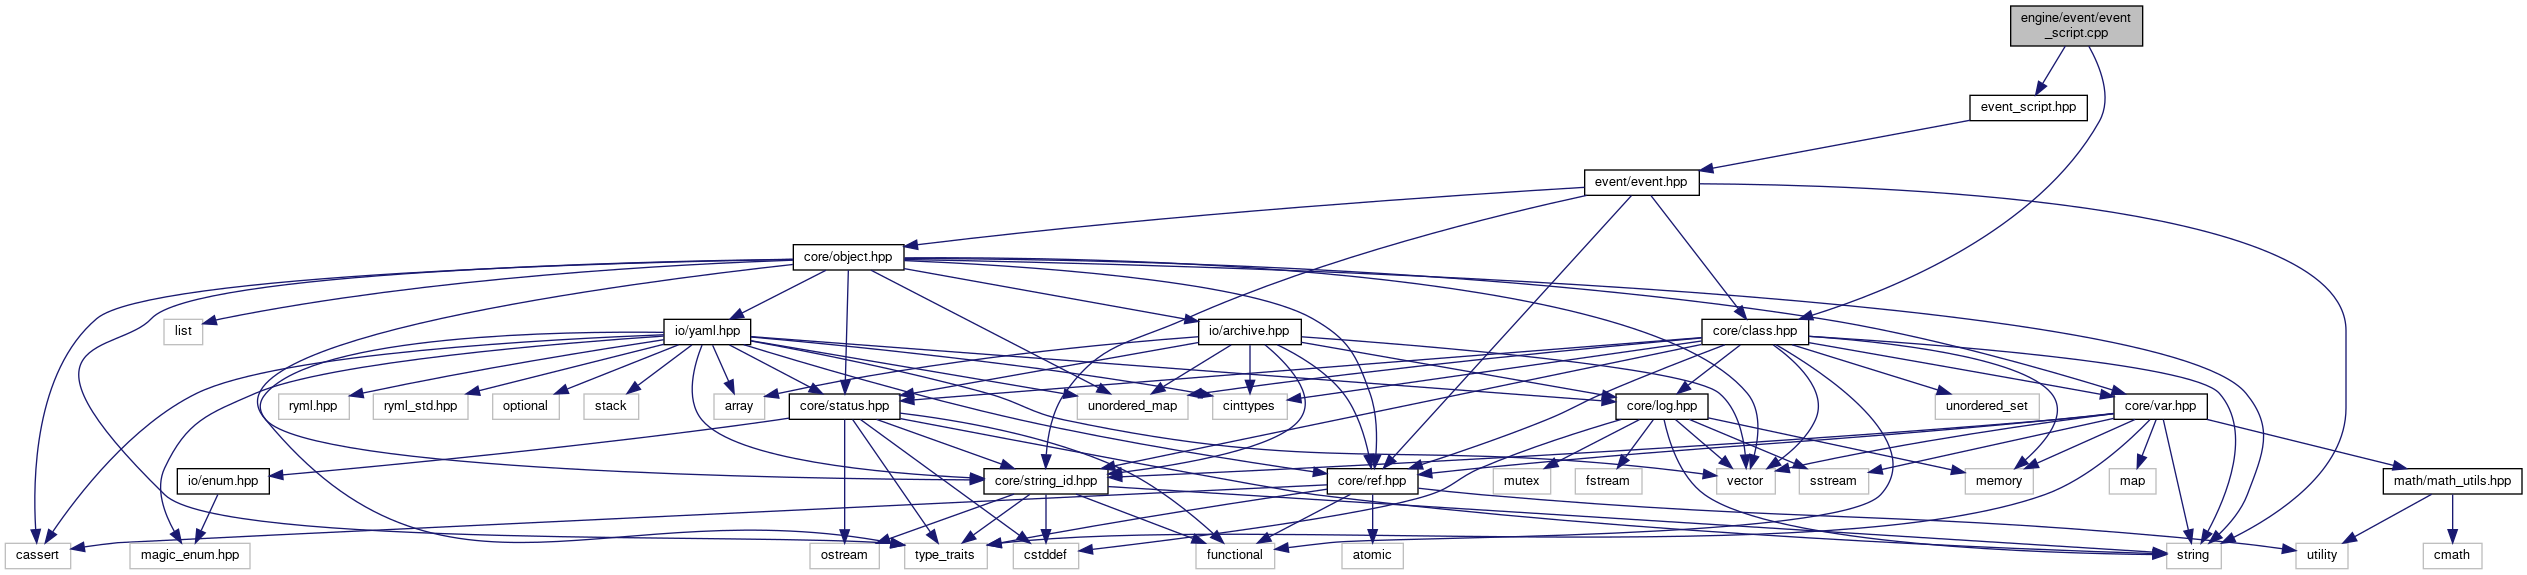 engine/event/event
_script.cpp
event_script.hpp
event/event.hpp
core/object.hpp
list
io/yaml.hpp
io/archive.hpp
core/class.hpp
ryml.hpp
ryml_std.hpp
optional
stack
array
core/status.hpp
unordered_map
cinttypes
core/log.hpp
unordered_set
core/var.hpp
io/enum.hpp
core/string_id.hpp
core/ref.hpp
mutex
fstream
vector
sstream
memory
map
math/math_utils.hpp
cassert
magic_enum.hpp
ostream
type_traits
cstddef
functional
atomic
string
utility
cmath